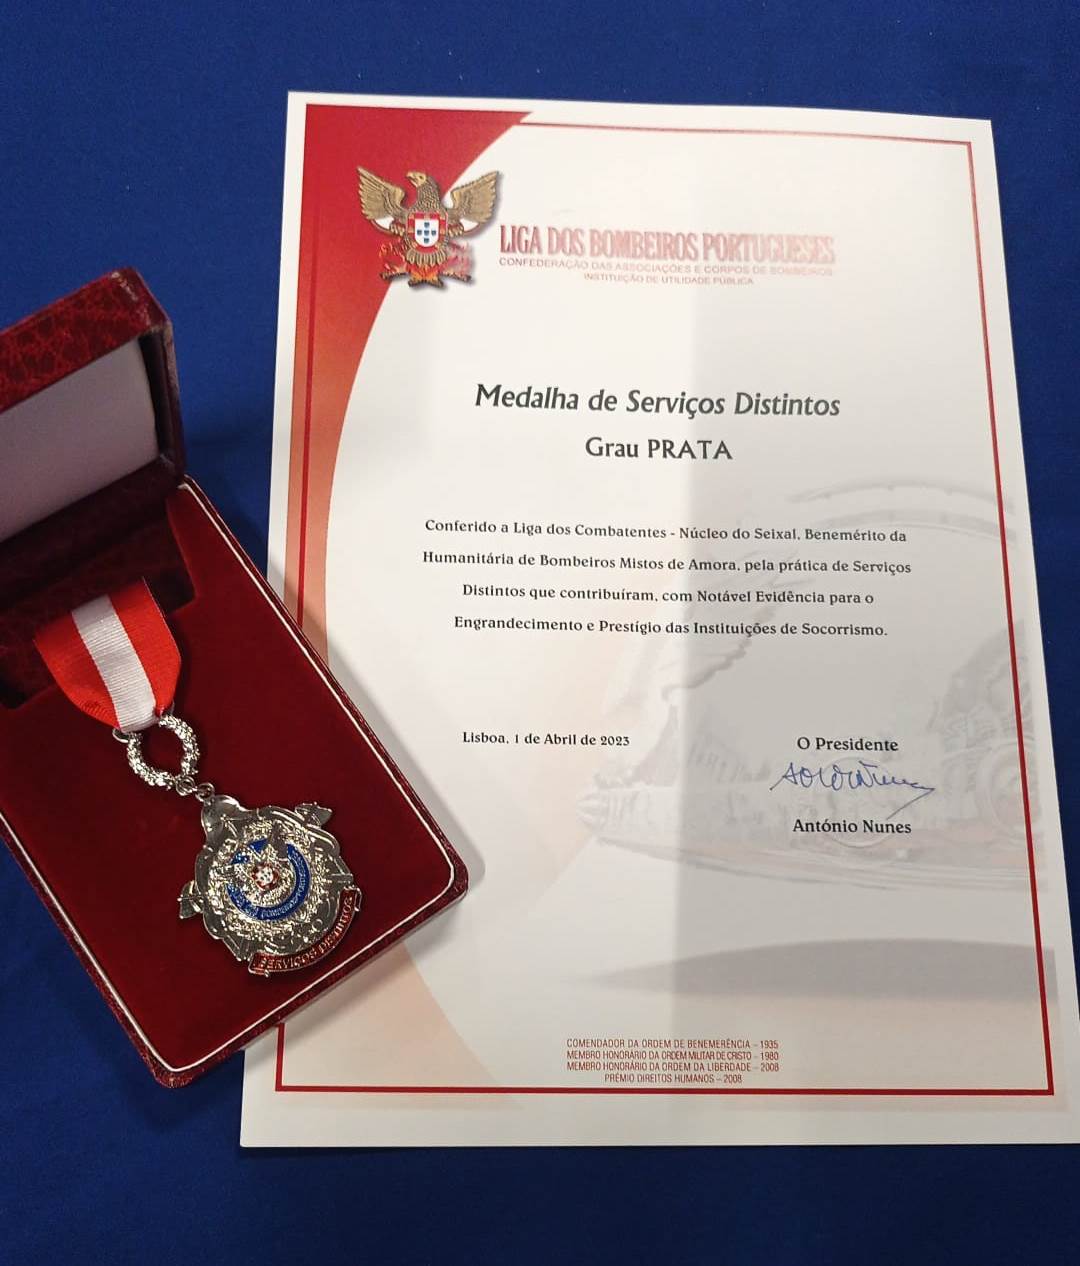 LIGA DOS BOMBEIROS PORTUGUESES
CONFEDERAÇÃO DAS ASSOCIAÇÕES E CORPOS DE BOMBEIROS
INSTITUIÇÃO DE UTILIDADE PÚBLICA
Medalha de Serviços Distintos
Grau PRATA
Conferido a Liga dos Combatentes - Núcleo do Seixal, Benemérito da
Humanitária de Bombeiros Mistos de Amora, pela prática de Serviços
Distintos que contribuíram, com Notável Evidência para o
Engrandecimento e Prestígio das Instituições de Socorrismo.
Lisboa, 1 de Abril de 2023
O Presidente
António Nunes
COMENDADOR DA ORDEM DE BENEMERÊNCIA - 1935
MEMBRO HONORÁRIO DA ORDEM MILITAR DE CRISTO - 1980
MEMBRO HONORÁRIO DA ORDEM DA LIBERDADE - 2008
PRÉMIO DIREITOS HUMANOS - 2008
SERVIÇOS DISTINTOS